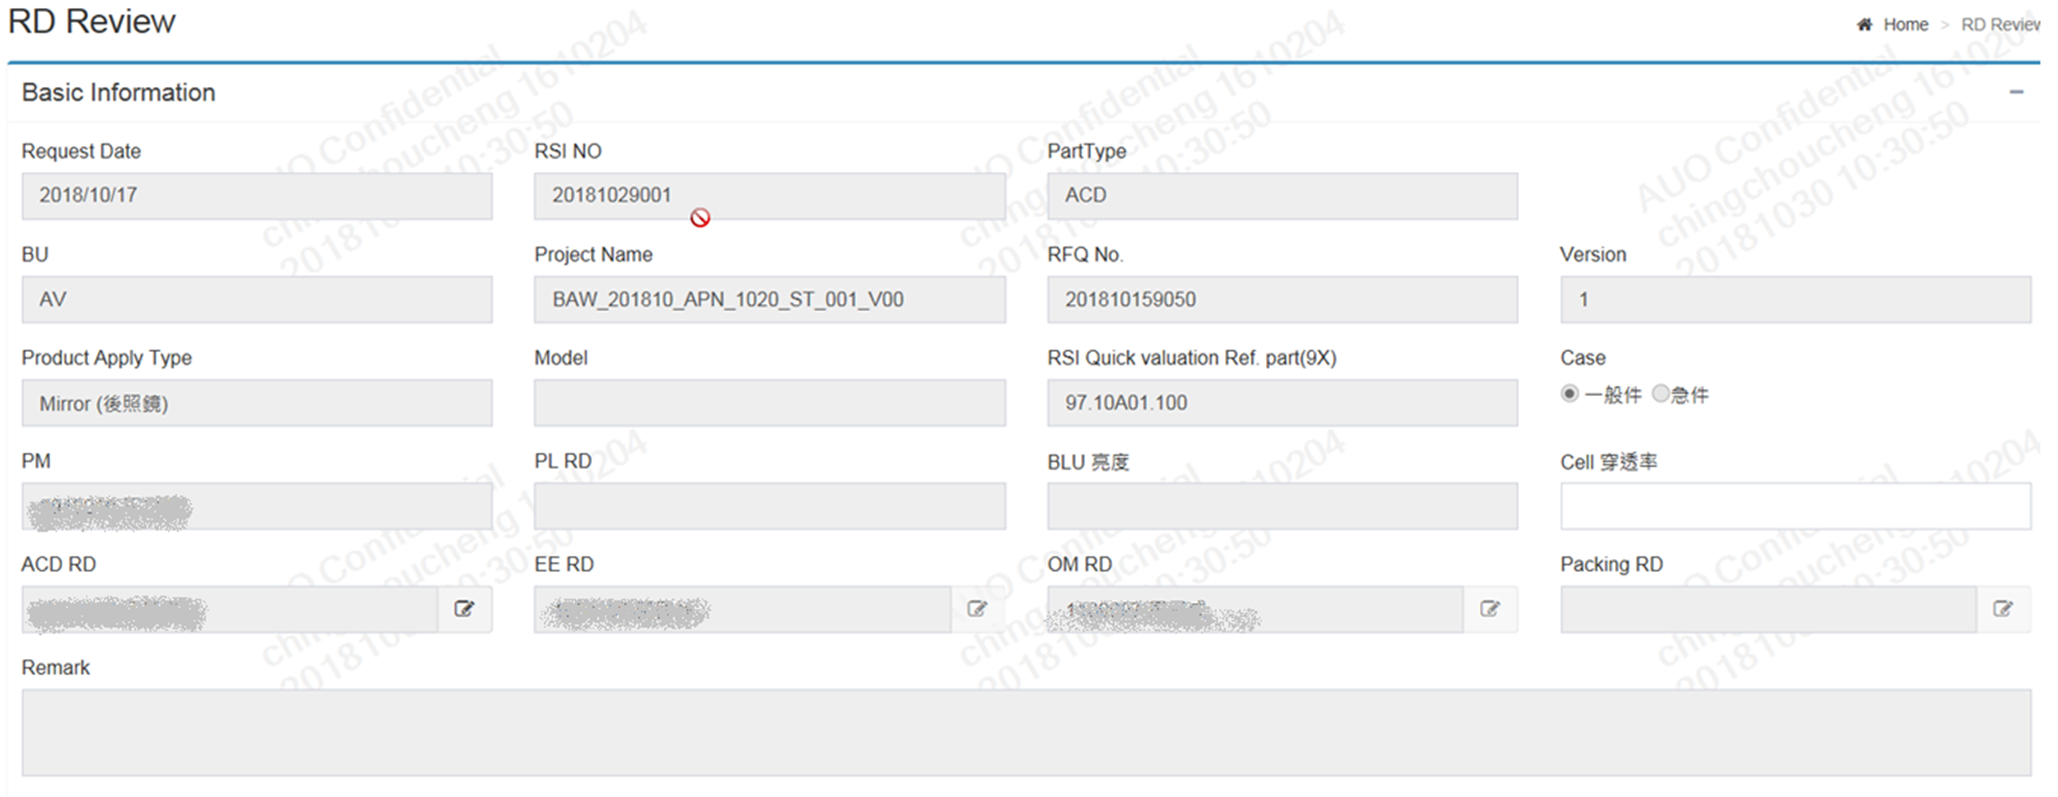 RD Review
Home > RD Review
Basic Information
Request Date
RSI NO
PartType
2018/10/17
20181029001
ACD
BU
Project Name
RFQ No.
Version
AV
BAW_201810_APN_1020_ST_001_V00
201810159050
1
Product Apply Type
Model
RSI Quick valuation Ref. part(9X)
Case
Mirror (後照鏡)
97.10A01.100
一般件 急件
PM
PL RD
BLU 亮度
Cell 穿透率
ACD RD
EE RD
OM RD
Packing RD
Remark
AUO Confidential
chingchoucheng 1610204
20181030 10:30:50